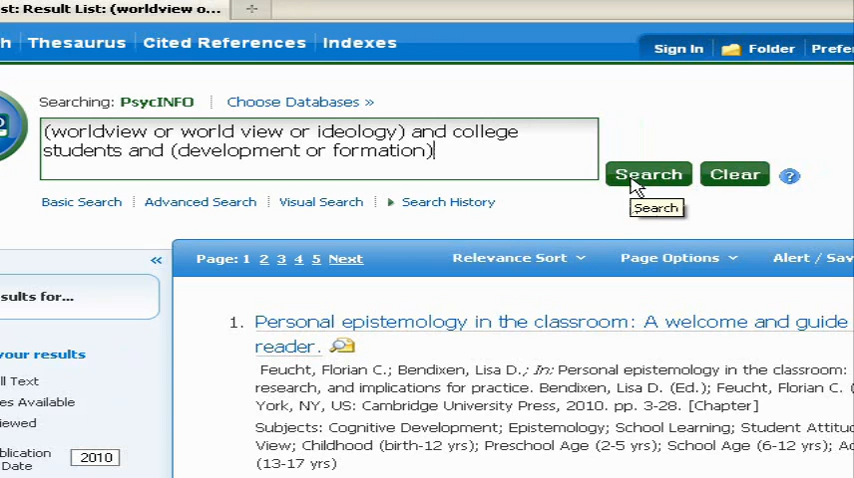 st: Result List: (worldview o...
h Thesaurus Cited References Indexes Sign In Folder Prefe
Searching: PsycINFO Choose Databases »
(worldview or world view or ideology) and college
students and (development or formation)
Search Clear ?
Search
Basic Search Advanced Search Visual Search Search History
« Page: 1 2 3 4 5 Next Relevance Sort Page Options Alert / Sav
sults for...
1. Personal epistemology in the classroom: A welcome and guide
reader.
your results
Feucht, Florian C.; Bendixen, Lisa D.; In: Personal epistemology in the classroom:
ll Text
research, and implications for practice. Bendixen, Lisa D. (Ed.); Feucht, Florian C. (
es Available
York, NY, US: Cambridge University Press, 2010. pp. 3-28. [Chapter]
ewed
Subjects: Cognitive Development; Epistemology; School Learning; Student Attitud
View; Childhood (birth-12 yrs); Preschool Age (2-5 yrs); School Age (6-12 yrs); Ad
(13-17 yrs)
blication
Date 2010